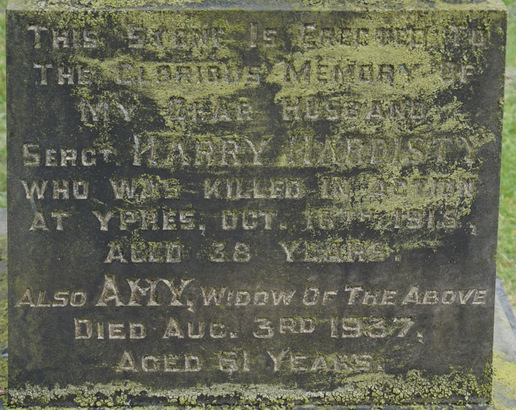 This Stone Is Erected To
The Glorious Memory Of
My Dear Husband
Sergt. Harry Hardisty
who was killed in action
at Ypres, Oct. 16th 1915,
Aged 38 Years.
Also Amy, Widow Of The Above
Died Aug. 3rd 1937,
Aged 61 Years.